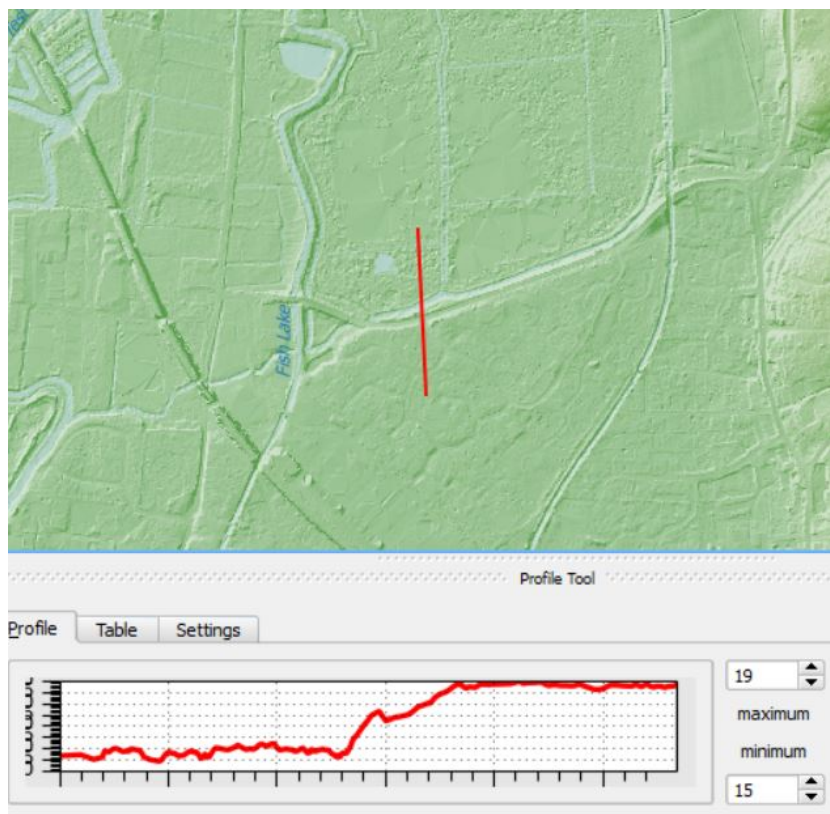 Fish Lake
Profile Tool
Profile
Table
Settings
19
maximum
minimum
15